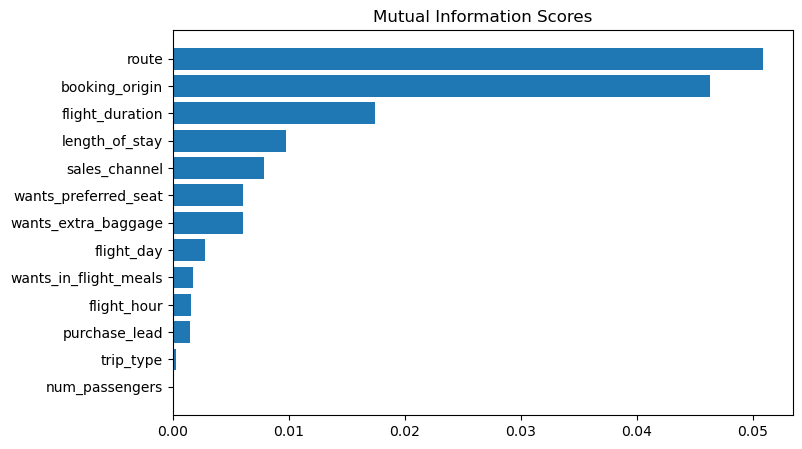 Mutual Information Scores
route
booking_origin
flight_duration
length_of_stay
sales_channel
wants_preferred_seat
wants_extra_baggage
flight_day
wants_in_flight_meals
flight_hour
purchase_lead
trip_type
num_passengers
0.00 0.01 0.02 0.03 0.04 0.05